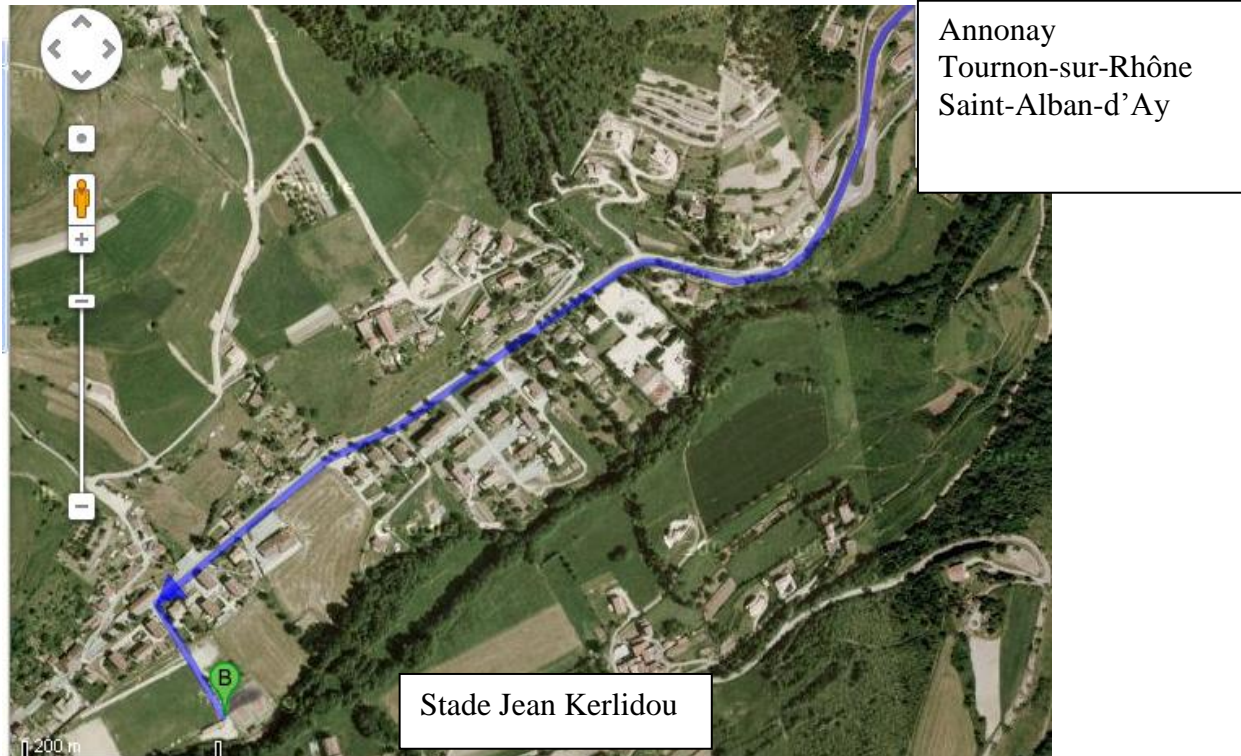 Annonay
Tournon-sur-Rhône
Saint-Alban-d'Ay
B
Stade Jean Kerlidou
200 m